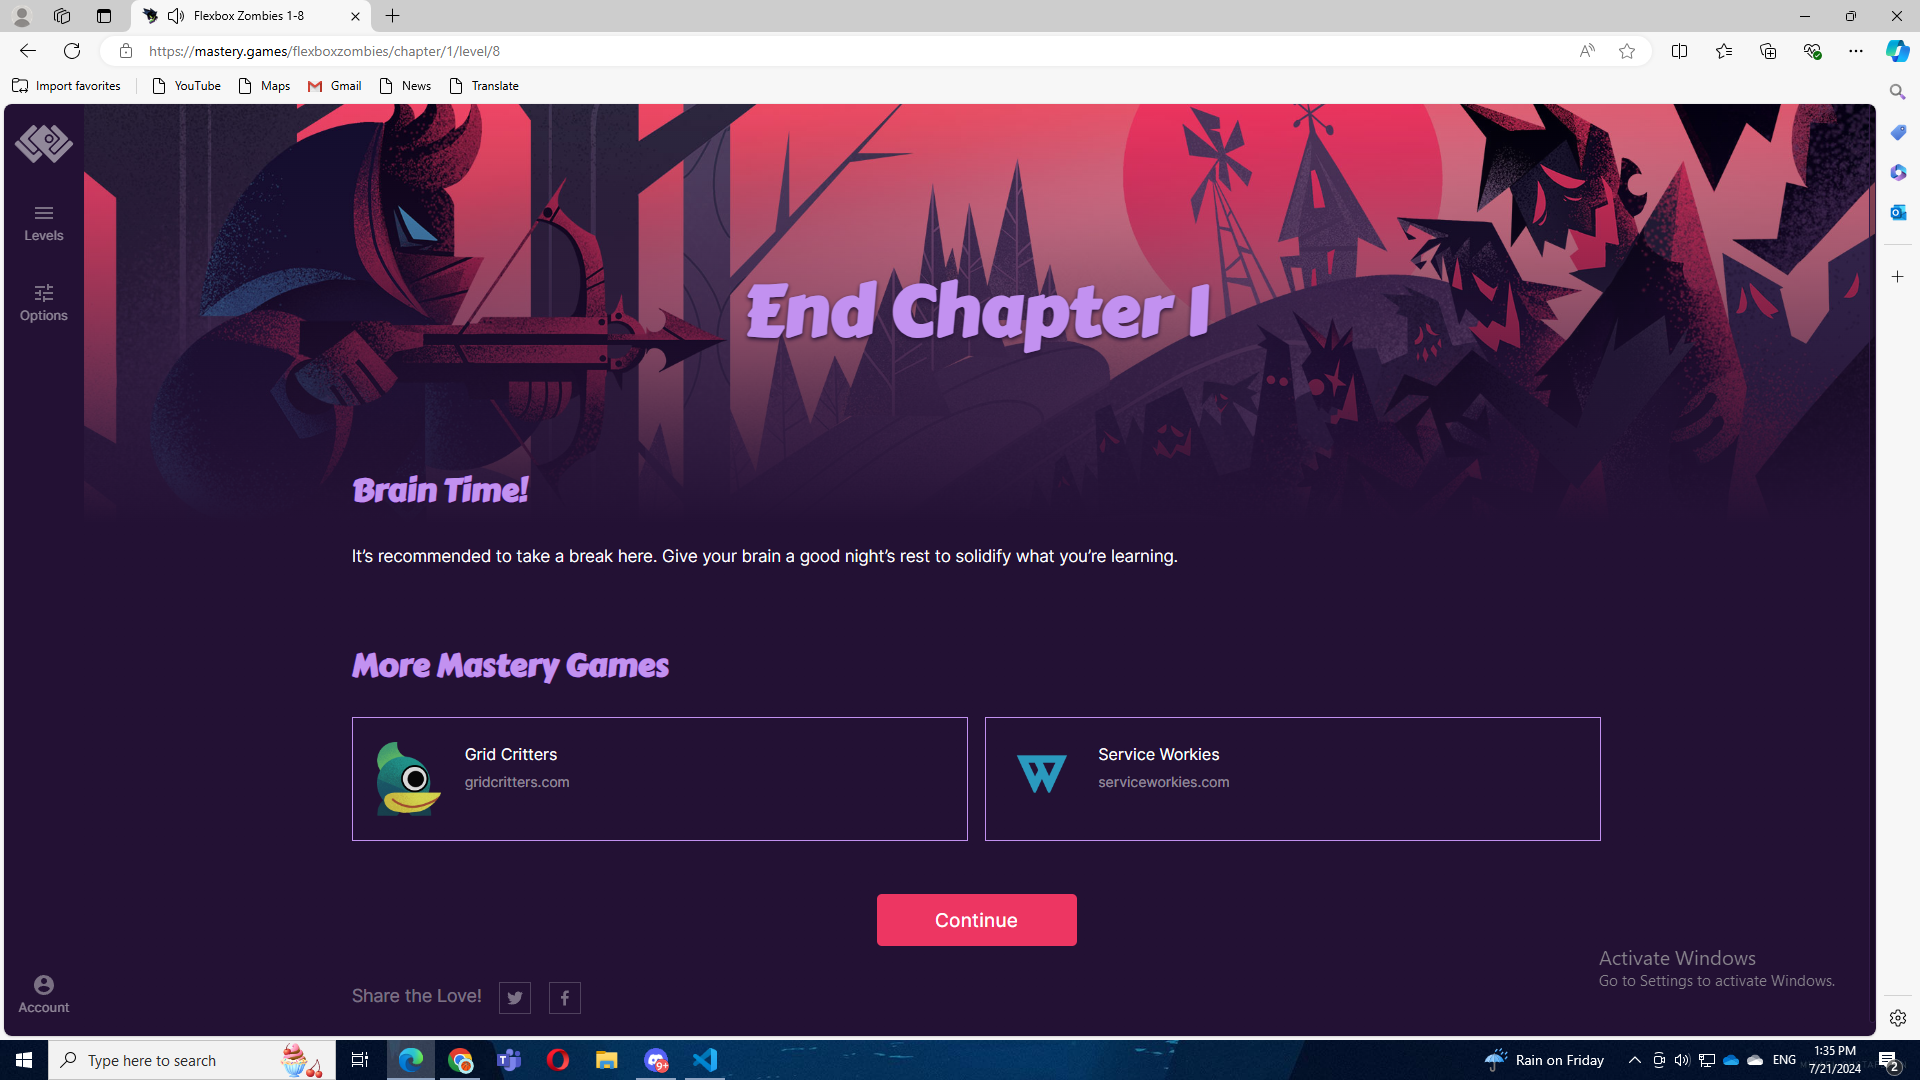 Flexbox Zombies 1-8
https://mastery.games/flexboxzombies/chapter/1/level/8
Import favorites
YouTube
Maps
Gmail
News
Translate
Levels
Options
End Chapter 1
Brain Time!
It's recommended to take a break here. Give your brain a good night's rest to solidify what you're learning.
More Mastery Games
Grid Critters
gridcritters.com
Service Workies
serviceworkies.com
Continue
Activate Windows
Go to Settings to activate Windows.
Share the Love!
Account
Type here to search
9+
Rain on Friday
ENG
1:35 PM
7/21/2024
2